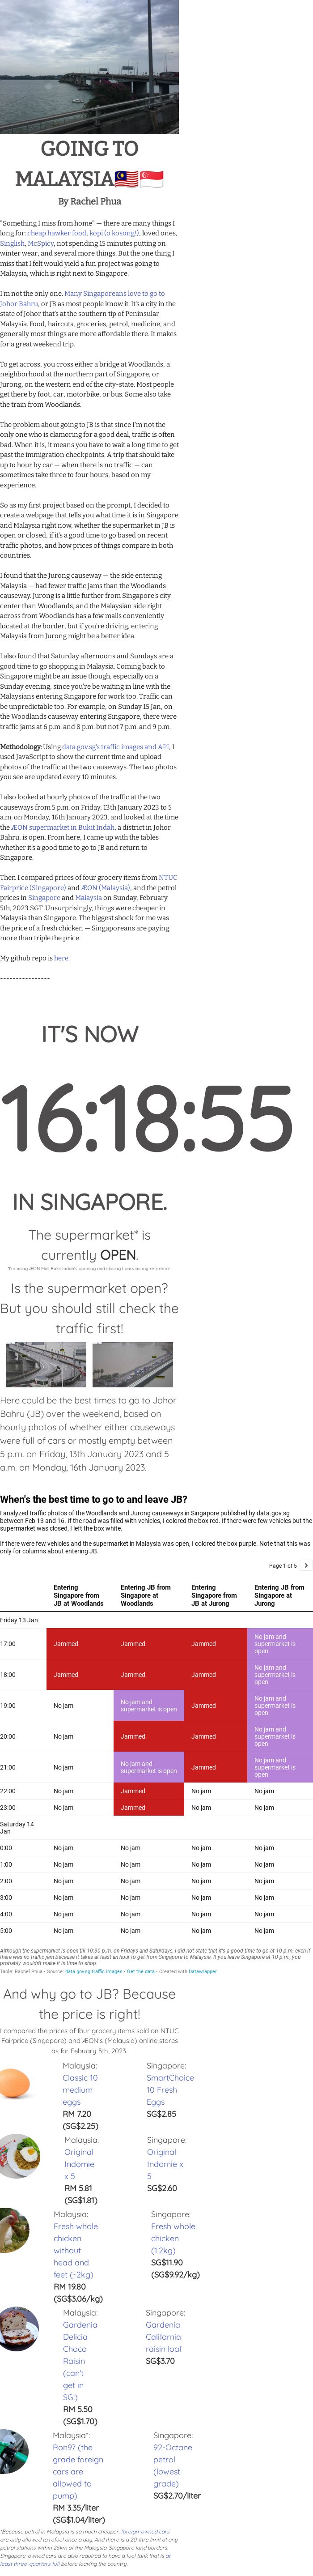 GOING TO
MALAYSIA🇲🇾🇸🇬
By Rachel Phua
"Something I miss from home" — there are many things I
long for: cheap hawker food, kopi (o kosong!), loved ones,
Singlish, McSpicy, not spending 15 minutes putting on
winter wear, and several more things. But the one thing I
miss that I felt would yield a fun project was going to
Malaysia, which is right next to Singapore.
I'm not the only one. Many Singaporeans love to go to
Johor Bahru, or JB as most people know it. It's a city in the
state of Johor that's at the southern tip of Peninsular
Malaysia. Food, haircuts, groceries, petrol, medicine, and
generally most things are more affordable there. It makes
for a great weekend trip.
To get across, you cross either a bridge at Woodlands, a
neighborhood at the northern part of Singapore, or
Jurong, on the western end of the city-state. Most people
get there by foot, car, motorbike, or bus. Some also take
the train from Woodlands.
The problem about going to JB is that since I'm not the
only one who is clamoring for a good deal, traffic is often
bad. When it is, it means you have to wait a long time to get
past the immigration checkpoints. A trip that should take
up to hour by car — when there is no traffic — can
sometimes take three to four hours, based on my
experience.
So as my first project based on the prompt, I decided to
create a webpage that tells you what time it is in Singapore
and Malaysia right now, whether the supermarket in JB is
open or closed, if it's a good time to go based on recent
traffic photos, and how prices of things compare in both
countries.
I found that the Jurong causeway — the side entering
Malaysia — had fewer traffic jams than the Woodlands
causeway. Jurong is a little further from Singapore's city
center than Woodlands, and the Malaysian side right
across from Woodlands has a few malls conveniently
located at the border, but if you're driving, entering
Malaysia from Jurong might be a better idea.
I also found that Saturday afternoons and Sundays are a
good time to go shopping in Malaysia. Coming back to
Singapore might be an issue though, especially on a
Sunday evening, since you're be waiting in line with the
Malaysians entering Singapore for work too. Traffic can
be unpredictable too. For example, on Sunday Jan 15, on
the Woodlands causeway entering Singapore, there were
traffic jams at 6 p.m. and 8 p.m. but not 7 p.m. and 9 p.m.
Methodology: Using data.gov.sg's traffic images and API, I
used JavaScript to show the current time and upload
photos of the traffic at the two causeways. The two photos
you see are updated every 10 minutes.
I also looked at hourly photos of the traffic at the two
causeways from 5 p.m. on Friday, 13th January 2023 to 5
a.m. on Monday, 16th January 2023, and looked at the time
the ÆON supermarket in Bukit Indah, a district in Johor
Bahru, is open. From here, I came up with the tables
whether it's a good time of four to go to JB and return to
Singapore.
Then I compared prices of four grocery items from NTUC
Fairprice (Singapore) and ÆON (Malaysia), and the petrol
prices in Singapore and Malaysia on Sunday, February
5th, 2023 SGT. Unsurprisingly, things were cheaper in
Malaysia than Singapore. The biggest shock for me was
the price of a fresh chicken — Singaporeans are paying
more than triple the price.
My github repo is here.
----------------
IT'S NOW
16:18:55
IN SINGAPORE.
The supermarket* is
currently OPEN.
*I'm using ÆON Mall Bukit Indah's opening and closing hours as my reference.
Is the supermarket open?
But you should still check the
traffic first!
Here could be the best times to go to Johor
Bahru (JB) over the weekend, based on
hourly photos of whether either causeways
were full of cars or mostly empty between
5 p.m. on Friday, 13th January 2023 and 5
a.m. on Monday, 16th January 2023.
When's the best time to go to and leave JB?
I analyzed traffic photos of the Woodlands and Jurong causeways in Singapore published by data.gov.sg
between Feb 13 and 16. If the road was filled with vehicles, I colored the box red. If there were few vehicles but the
supermarket was closed, I left the box white.
If there were few vehicles and the supermarket in Malaysia was open, I colored the box purple. Note that this was
only for columns about entering JB.
Page 1 of 5 >
Entering Singapore from JB at Woodlands Entering JB from Singapore at Woodlands Entering Singapore from JB at Jurong Entering JB from Singapore at Jurong
Friday 13 Jan
17:00 Jammed Jammed Jammed No jam and supermarket is open
18:00 Jammed Jammed Jammed No jam and supermarket is open
19:00 No jam No jam and supermarket is open Jammed No jam and supermarket is open
20:00 No jam Jammed Jammed No jam and supermarket is open
21:00 No jam No jam and supermarket is open Jammed No jam and supermarket is open
22:00 No jam Jammed No jam No jam
23:00 No jam Jammed No jam No jam
Saturday 14 Jan
0:00 No jam No jam No jam No jam
1:00 No jam No jam No jam No jam
2:00 No jam No jam No jam No jam
3:00 No jam No jam No jam No jam
4:00 No jam No jam No jam No jam
5:00 No jam No jam No jam No jam
Although the supermarket is open till 10:30 p.m. on Fridays and Saturdays, I did not state that it's a good time to go at 10 p.m. even if
there was no traffic jam because it takes at least an hour to get from Singapore to Malaysia. If you leave Singapore at 10 p.m., you
probably wouldn't make it in time to shop.
Table: Rachel Phua • Source: data.gov.sg traffic images • Get the data • Created with Datawrapper
And why go to JB? Because
the price is right!
I compared the prices of four grocery items sold on NTUC
Fairprice (Singapore) and ÆON's (Malaysia) online stores
as for Febuary 5th, 2023.
Malaysia:
Classic 10
medium
eggs
RM 7.20
(SG$2.25)
Singapore:
SmartChoice
10 Fresh
Eggs
SG$2.85
Malaysia:
Original
Indomie
x 5
RM 5.81
(SG$1.81)
Singapore:
Original
Indomie x
5
SG$2.60
Malaysia:
Fresh whole
chicken
without
head and
feet (~2kg)
RM 19.80
(SG$3.06/kg)
Singapore:
Fresh whole
chicken
(1.2kg)
SG$11.90
(SG$9.92/kg)
Malaysia:
Gardenia
Delicia
Choco
Raisin
(can't
get in
SG!)
RM 5.50
(SG$1.70)
Singapore:
Gardenia
California
raisin loaf
SG$3.70
Malaysia*:
Ron97 (the
grade foreign
cars are
allowed to
pump)
RM 3.35/liter
(SG$1.04/liter)
Singapore:
92-Octane
petrol
(lowest
grade)
SG$2.70/liter
*Because petrol in Malaysia is so much cheaper, foreign owned cars
are only allowed to refuel once a day. And there is a 20-litre limit at any
petrol stations within 25km of the Malaysia-Singapore land borders.
Singapore-owned cars are also required to have a fuel tank that is at
least three-quarters full before leaving the country.